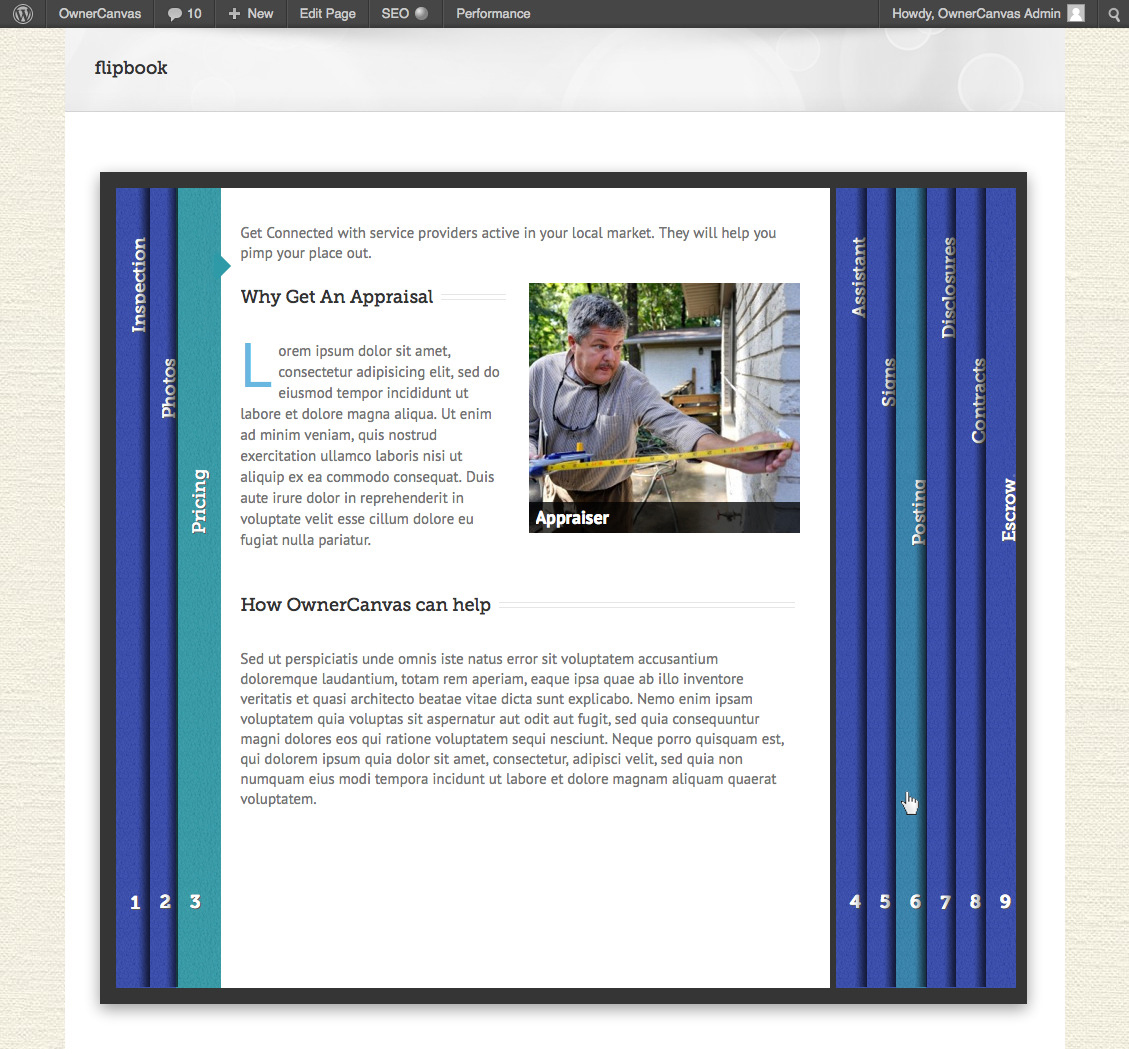 OwnerCanvas 10 New Edit Page SEO Performance Howdy, OwnerCanvas Admin
flipbook
Inspection
Photos
Pricing
1 2 3
Get Connected with service providers active in your local market. They will help you
pimp your place out.
Why Get An Appraisal
Lorem ipsum dolor sit amet,
consectetur adipisicing elit, sed do
eiusmod tempor incididunt ut
labore et dolore magna aliqua. Ut enim
ad minim veniam, quis nostrud
exercitation ullamco laboris nisi ut
aliquip ex ea commodo consequat. Duis
aute irure dolor in reprehenderit in
voluptate velit esse cillum dolore eu
fugiat nulla pariatur.
Appraiser
How OwnerCanvas can help
Sed ut perspiciatis unde omnis iste natus error sit voluptatem accusantium
doloremque laudantium, totam rem aperiam, eaque ipsa quae ab illo inventore
veritatis et quasi architecto beatae vitae dicta sunt explicabo. Nemo enim ipsam
voluptatem quia voluptas sit aspernatur aut odit aut fugit, sed quia consequuntur
magni dolores eos qui ratione voluptatem sequi nesciunt. Neque porro quisquam est,
qui dolorem ipsum quia dolor sit amet, consectetur, adipisci velit, sed quia non
numquam eius modi tempora incidunt ut labore et dolore magnam aliquam quaerat
voluptatem.
Assistant
Signs
Posting
Disclosures
Contracts
Escrow
4 5 6 7 8 9